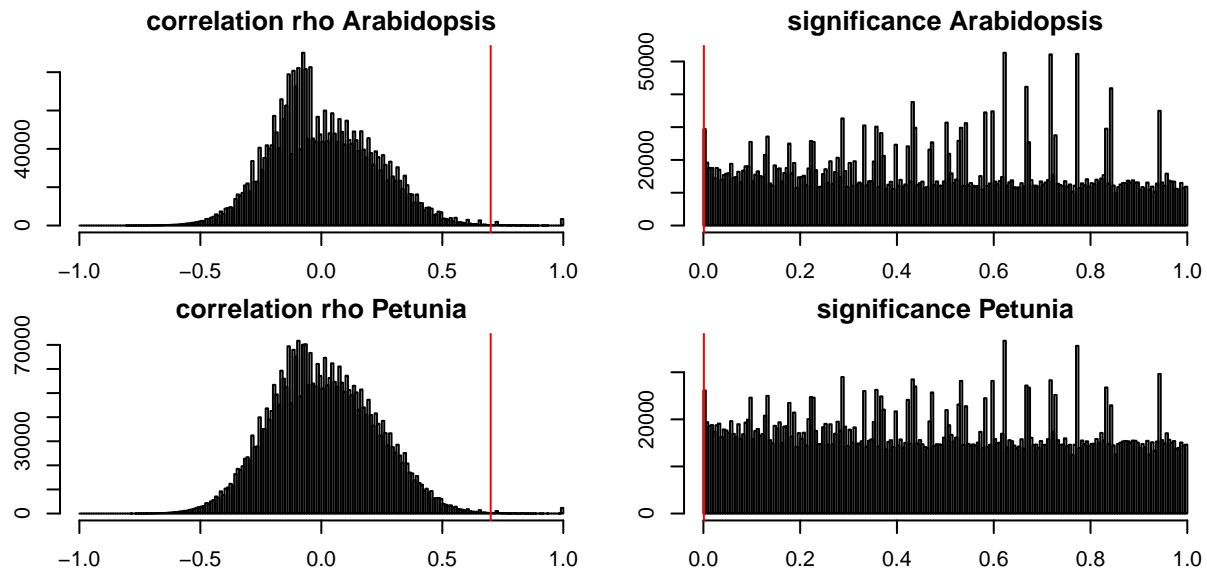 correlation rho Arabidopsis
0 40000
−1.0 −0.5 0.0 0.5 1.0
significance Arabidopsis
0 20000 50000
0.0 0.2 0.4 0.6 0.8 1.0
correlation rho Petunia
0 30000 70000
−1.0 −0.5 0.0 0.5 1.0
significance Petunia
0 20000
0.0 0.2 0.4 0.6 0.8 1.0